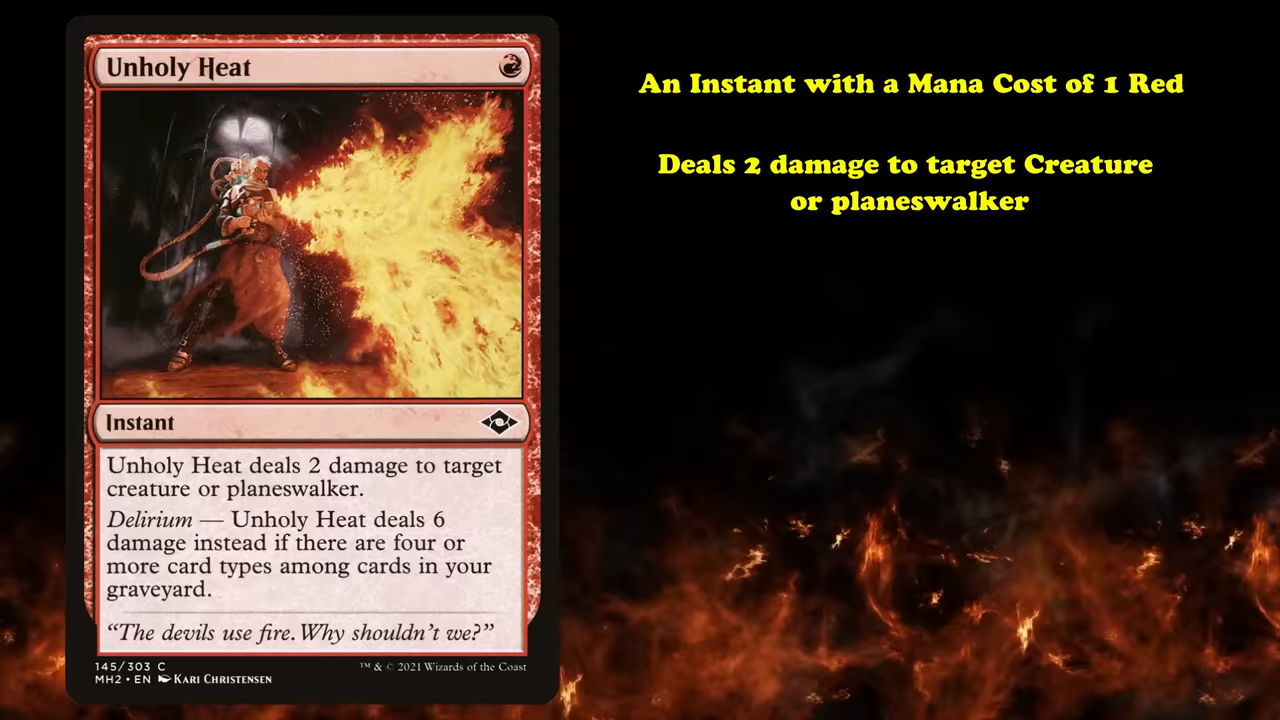 Unholy Heat
Instant
Unholy Heat deals 2 damage to target
creature or planeswalker.
Delirium — Unholy Heat deals 6
damage instead if there are four or
more card types among cards in your
graveyard.
“The devils use fire. Why shouldn’t we?”
145/303 C
MH2 • EN KARI CHRISTENSEN
™ & © 2021 Wizards of the Coast
An Instant with a Mana Cost of 1 Red
Deals 2 damage to target Creature
or planeswalker